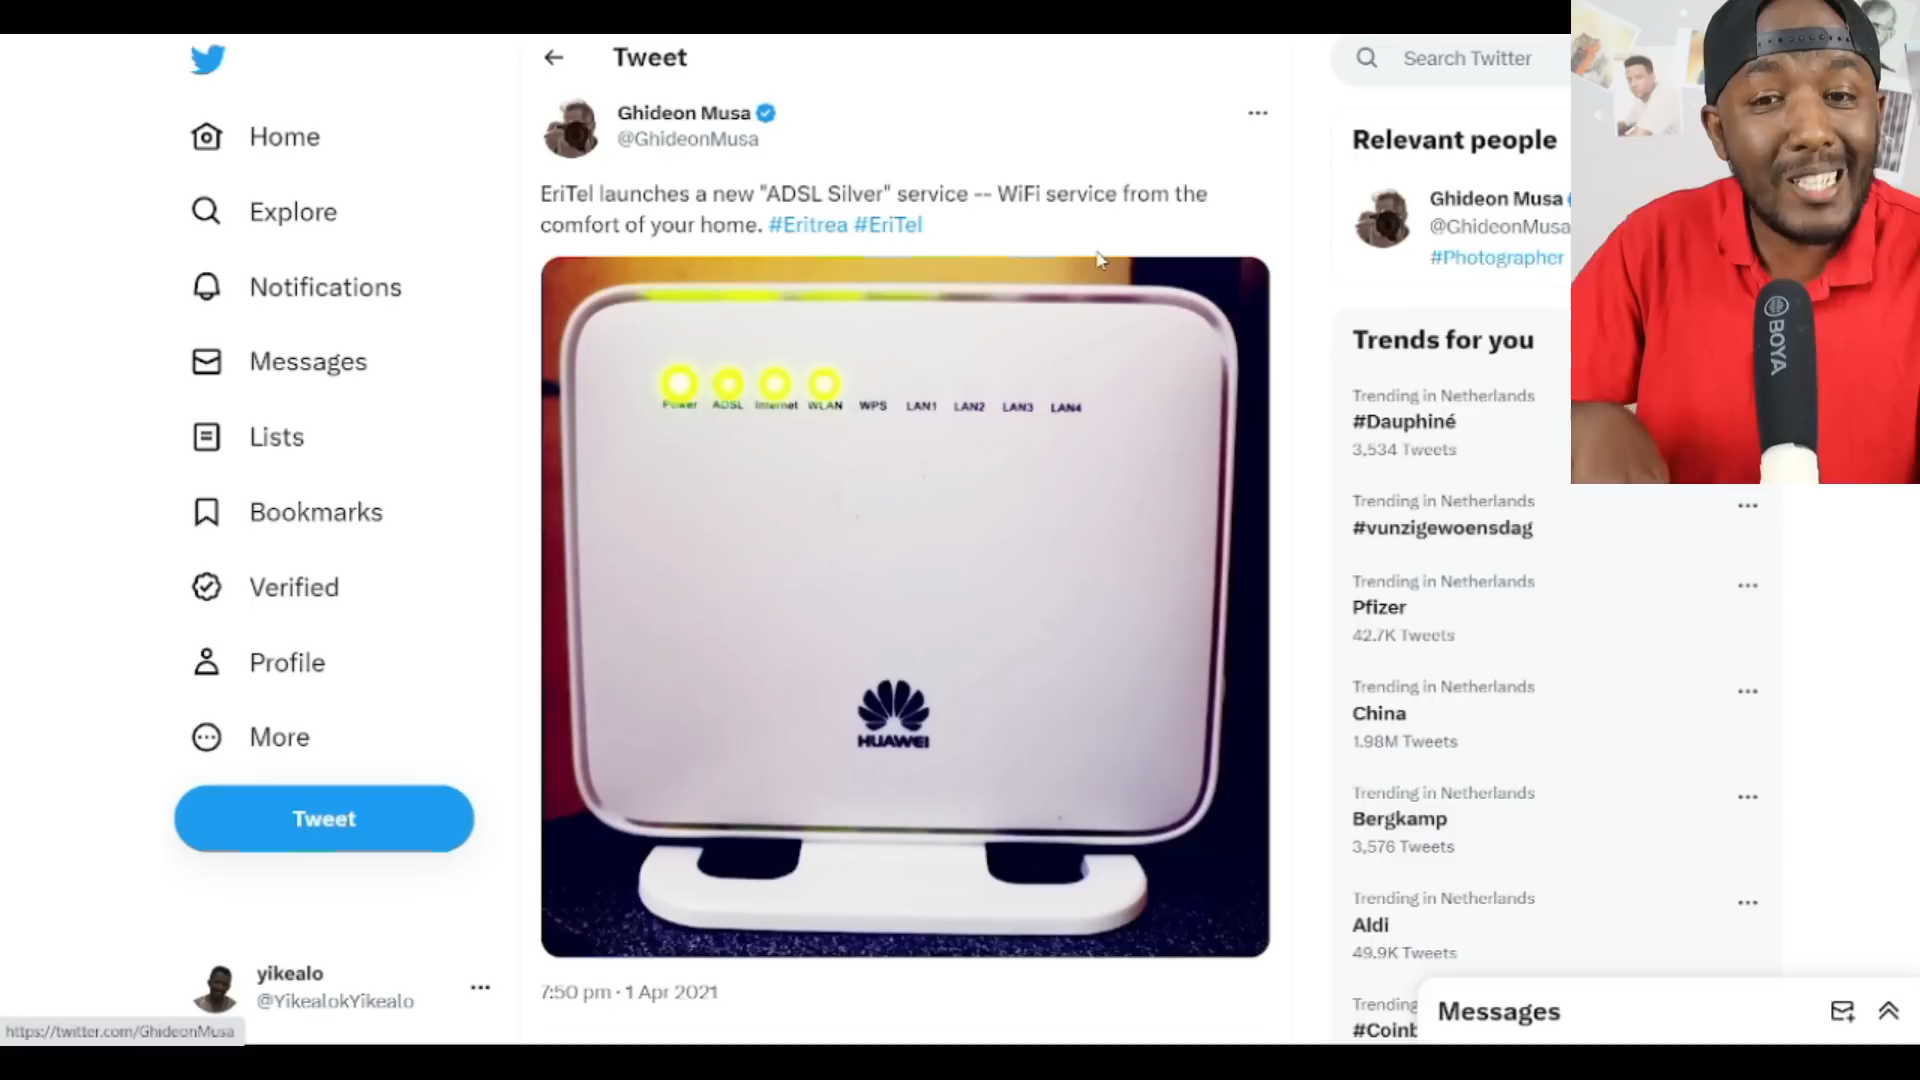 Tweet
Search Twitter
Home
Explore
Notifications
Messages
Lists
Bookmarks
Verified
Profile
More
Tweet
yikealo
@YikealokYikealo
https://twitter.com/GhideonMusa
Ghideon Musa
@GhideonMusa
EriTel launches a new "ADSL Silver" service -- WiFi service from the
comfort of your home. #Eritrea #EriTel
Power ADSL Internet WLAN WPS LAN1 LAN2 LAN3 LAN4
HUAWEI
7:50 pm · 1 Apr 2021
Relevant people
Ghideon Musa
@GhideonMusa
#Photographer
Trends for you
Trending in Netherlands
#Dauphiné
3,534 Tweets
Trending in Netherlands
#vunzigewoensdag
Trending in Netherlands
Pfizer
42.7K Tweets
Trending in Netherlands
China
1.98M Tweets
Trending in Netherlands
Bergkamp
3,576 Tweets
Trending in Netherlands
Aldi
49.9K Tweets
Trending
#Coinb
Messages
BOYA